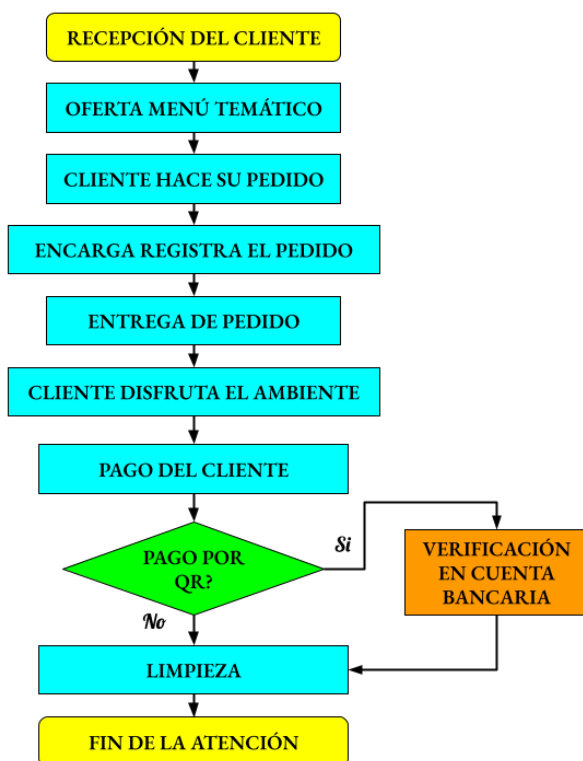 RECEPCIÓN DEL CLIENTE
OFERTA MENÚ TEMÁTICO
CLIENTE HACE SU PEDIDO
ENCARGA REGISTRA EL PEDIDO
ENTREGA DE PEDIDO
CLIENTE DISFRUTA EL AMBIENTE
PAGO DEL CLIENTE
PAGO POR
QR?
Si
VERIFICACIÓN
EN CUENTA
BANCARIA
No
LIMPIEZA
FIN DE LA ATENCIÓN